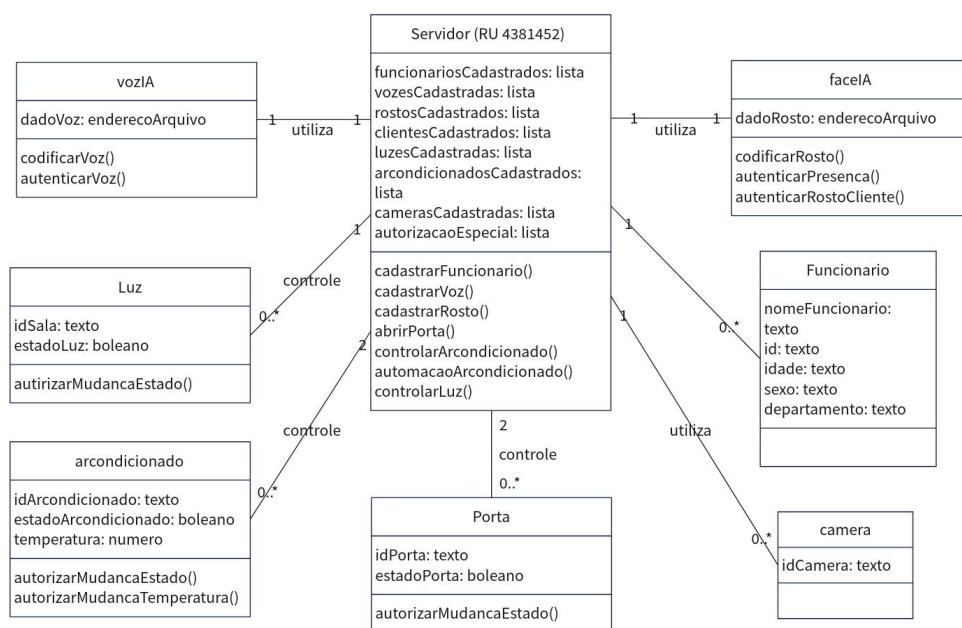 Servidor (RU 4381452)
funcionariosCadastrados: lista
vozesCadastradas: lista
rostosCadastrados: lista
clientesCadastrados: lista
luzesCadastradas: lista
arcondicionadosCadastrados:
lista
camerasCadastradas: lista
autorizacaoEspecial: lista
cadastrarFuncionario()
cadastrarVoz()
cadastrarRosto()
abrirPorta()
controlarArcondicionado()
automacaoArcondicionado()
controlarLuz()
vozIA
dadoVoz: enderecoArquivo
codificarVoz()
autenticarVoz()
1
utiliza
1
faceIA
dadoRosto: enderecoArquivo
codificarRosto()
autenticarPresenca()
autenticarRostoCliente()
1
utiliza
1
Luz
idSala: texto
estadoLuz: boleano
autirizarMudancaEstado()
1
controle
0..*
Funcionario
nomeFuncionario:
texto
id: texto
idade: texto
sexo: texto
departamento: texto
1
0..*
arcondicionado
idArcondicionado: texto
estadoArcondicionado: boleano
temperatura: numero
autorizarMudancaEstado()
autorizarMudancaTemperatura()
2
controle
0..*
2
controle
0..*
Porta
idPorta: texto
estadoPorta: boleano
autorizarMudancaEstado()
1
utiliza
0..*
camera
idCamera: texto